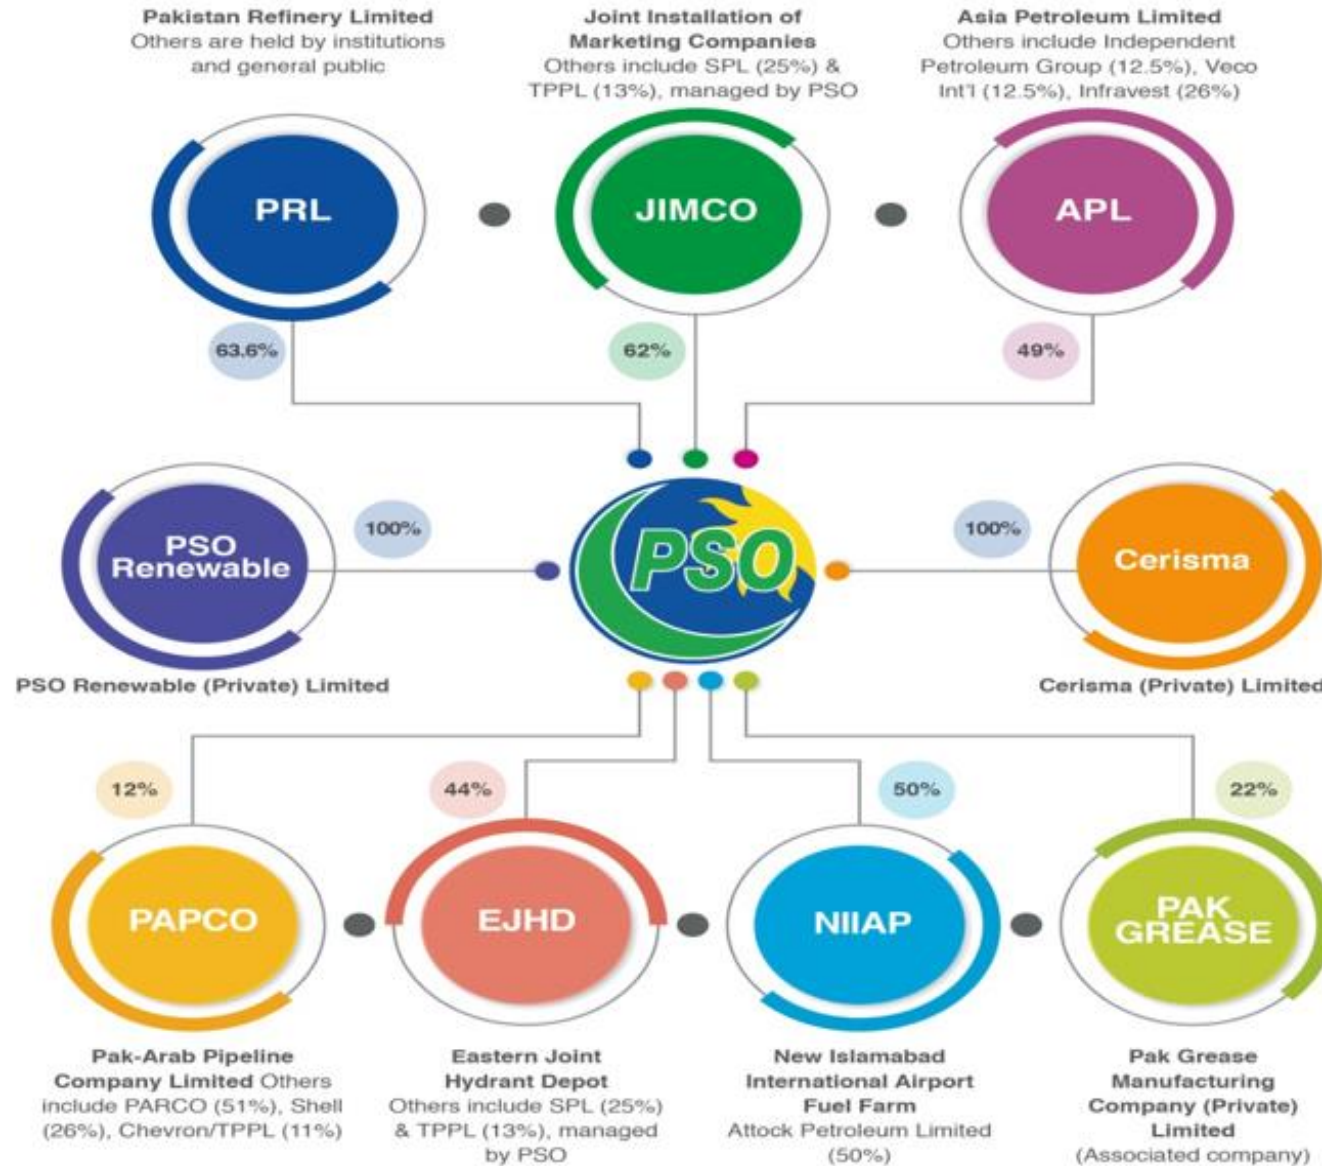 Pakistan Refinery Limited
Others are held by institutions
and general public
Joint Installation of
Marketing Companies
Others include SPL (25%) &
TPPL (13%), managed by PSO
Asia Petroleum Limited
Others include Independent
Petroleum Group (12.5%), Veco
Int'l (12.5%), Infravest (26%)
PRL
JIMCO
APL
63.6%
62%
49%
PSO
Renewable
100%
PSO
100%
Cerisma
PSO Renewable (Private) Limited
Cerisma (Private) Limited
12%
44%
50%
22%
PAPCO
EJHD
NIIAP
PAK
GREASE
Pak-Arab Pipeline
Company Limited Others
include PARCO (51%), Shell
(26%), Chevron/TPPL (11%)
Eastern Joint
Hydrant Depot
Others include SPL (25%)
& TPPL (13%), managed
by PSO
New Islamabad
International Airport
Fuel Farm
Attock Petroleum Limited
(50%)
Pak Grease
Manufacturing
Company (Private)
Limited
(Associated company)